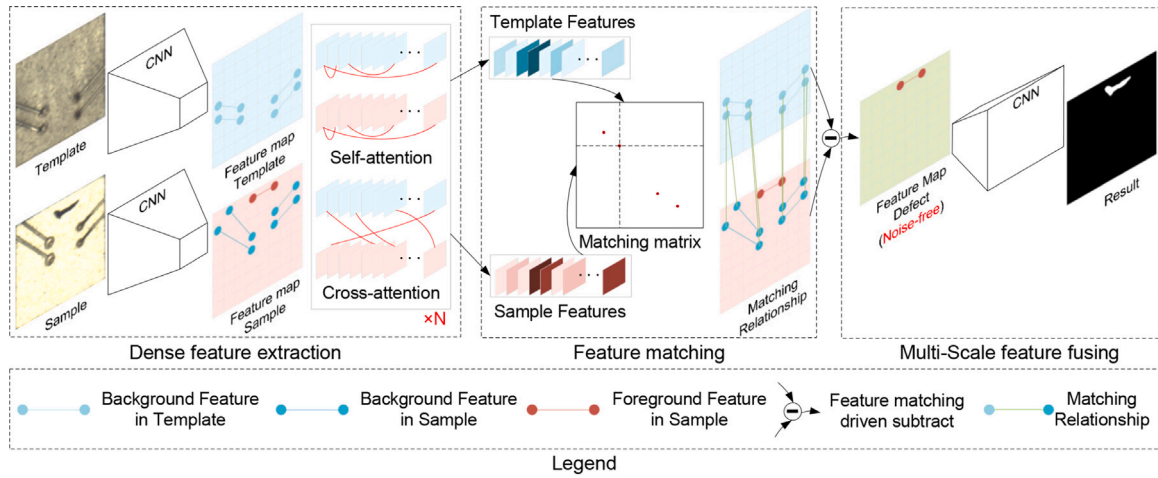 CNN
Template
Feature map
Template
CNN
Sample
Feature map
Sample
· · ·
· · ·
Self-attention
· · ·
· · ·
Cross-attention
×N
Dense feature extraction
Template Features
· · ·
Matching matrix
· · ·
Sample Features
Matching
Relationship
Feature matching
Feature Map
Defect
(Noise-free)
CNN
Result
Multi-Scale feature fusing
Background Feature
in Template
Background Feature
in Sample
Foreground Feature
in Sample
Feature matching
driven subtract
Matching
Relationship
Legend